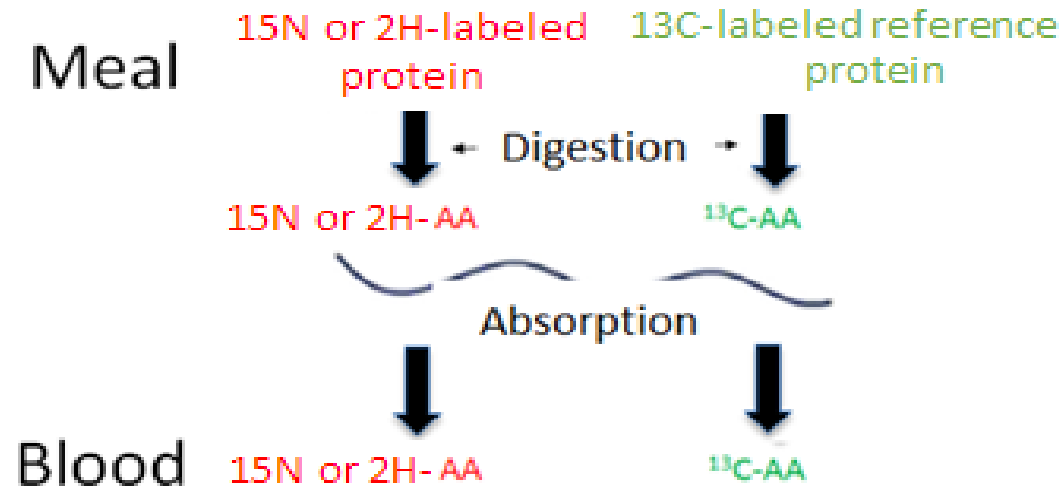 Meal
15N or 2H-labeled
protein
13C-labeled reference
protein
Digestion
15N or 2H-AA
¹³C-AA
Absorption
Blood
15N or 2H-AA
¹³C-AA